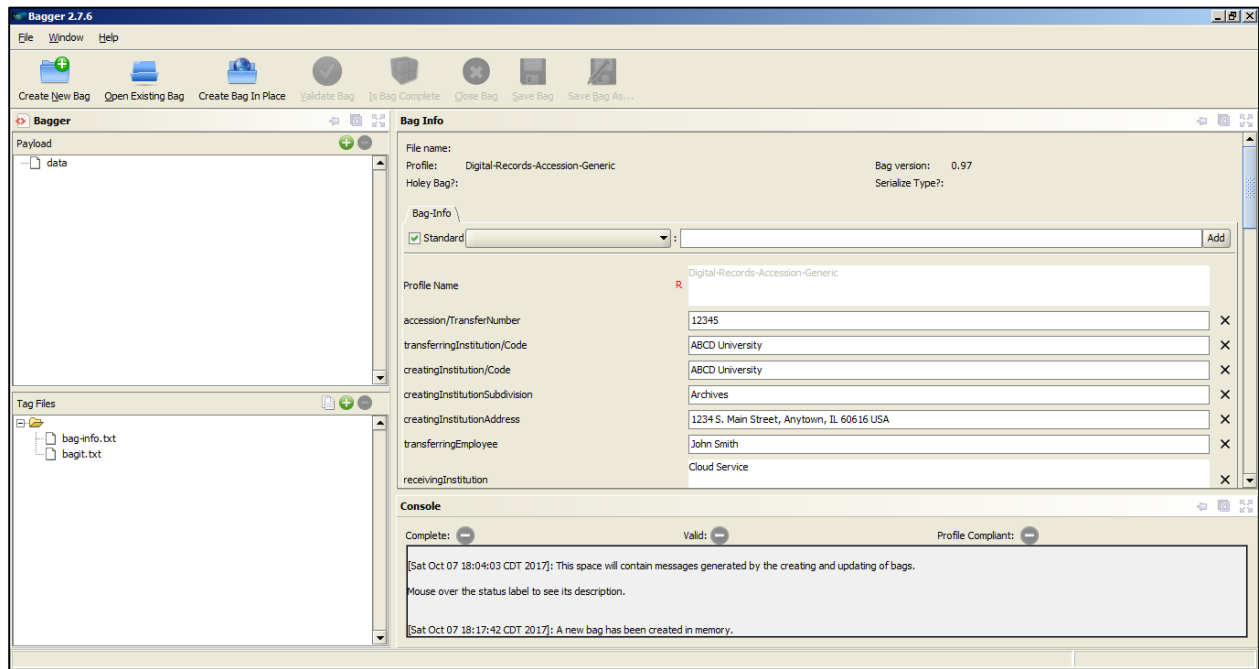 Bagger 2.7.6
File Window Help
Create New Bag Open Existing Bag Create Bag In Place Validate Bag Is Bag Complete Close Bag Save Bag Save Bag As...
Bagger
Payload
data
Tag Files
bag-info.txt
bagit.txt
Bag Info
File name:
Profile: Digital-Records-Accession-Generic Bag version: 0.97
Holey Bag?: Serialize Type?:
Bag-Info
Standard : Add
Digital-Records-Accession-Generic
Profile Name R
accession/TransferNumber 12345
transferringInstitution/Code ABCD University
creatingInstitution/Code ABCD University
creatingInstitutionSubdivision Archives
creatingInstitutionAddress 1234 S. Main Street, Anytown, IL 60616 USA
transferringEmployee John Smith
Cloud Service
receivingInstitution
Console
Complete: Valid: Profile Compliant:
[Sat Oct 07 18:04:03 CDT 2017]: This space will contain messages generated by the creating and updating of bags.
Mouse over the status label to see its description.
[Sat Oct 07 18:17:42 CDT 2017]: A new bag has been created in memory.